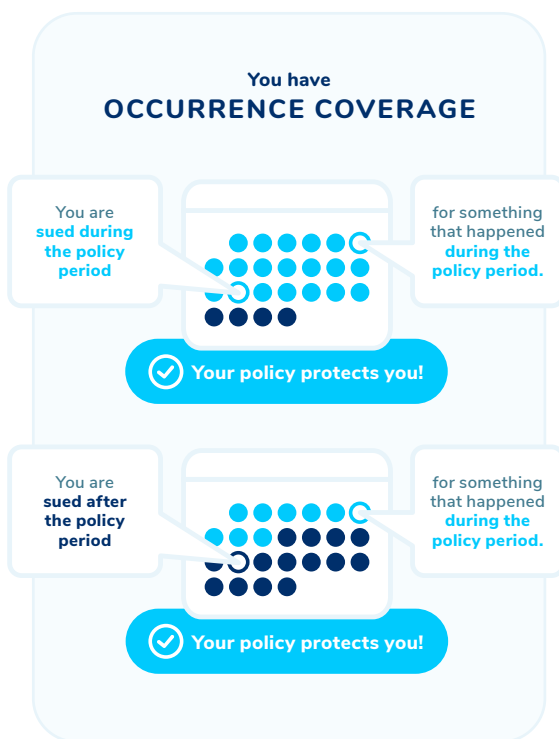 You have
OCCURRENCE COVERAGE
You are
sued during
the policy
period
for something
that happened
during the
policy period.
Your policy protects you!
You are
sued after
the policy
period
for something
that happened
during the
policy period.
Your policy protects you!